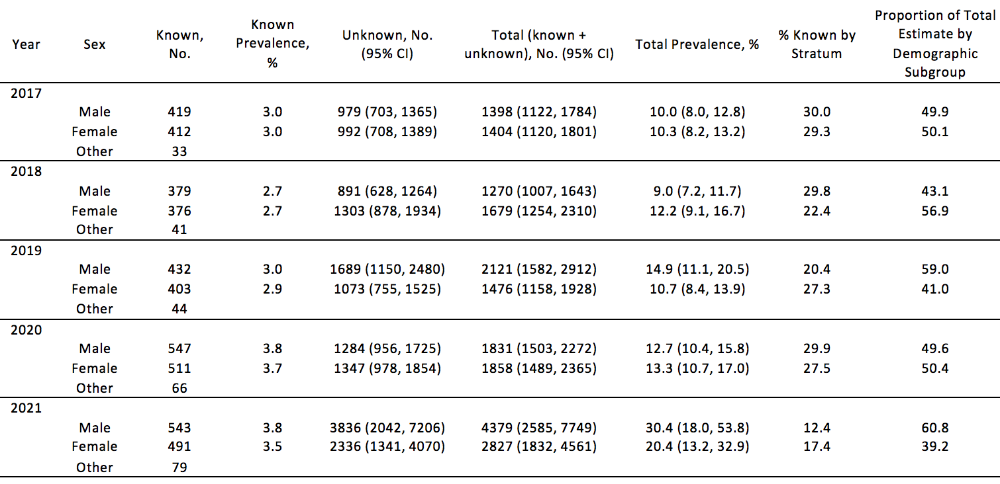 Year Sex Known, No. Known Prevalence, % Unknown, No. (95% CI) Total (known + unknown), No. (95% CI) Total Prevalence, % % Known by Stratum Proportion of Total Estimate by Demographic Subgroup
2017
Male 419 3.0 979 (703, 1365) 1398 (1122, 1784) 10.0 (8.0, 12.8) 30.0 49.9
Female 412 3.0 992 (708, 1389) 1404 (1120, 1801) 10.3 (8.2, 13.2) 29.3 50.1
Other 33
2018
Male 379 2.7 891 (628, 1264) 1270 (1007, 1643) 9.0 (7.2, 11.7) 29.8 43.1
Female 376 2.7 1303 (878, 1934) 1679 (1254, 2310) 12.2 (9.1, 16.7) 22.4 56.9
Other 41
2019
Male 432 3.0 1689 (1150, 2480) 2121 (1582, 2912) 14.9 (11.1, 20.5) 20.4 59.0
Female 403 2.9 1073 (755, 1525) 1476 (1158, 1928) 10.7 (8.4, 13.9) 27.3 41.0
Other 44
2020
Male 547 3.8 1284 (956, 1725) 1831 (1503, 2272) 12.7 (10.4, 15.8) 29.9 49.6
Female 511 3.7 1347 (978, 1854) 1858 (1489, 2365) 13.3 (10.7, 17.0) 27.5 50.4
Other 66
2021
Male 543 3.8 3836 (2042, 7206) 4379 (2585, 7749) 30.4 (18.0, 53.8) 12.4 60.8
Female 491 3.5 2336 (1341, 4070) 2827 (1832, 4561) 20.4 (13.2, 32.9) 17.4 39.2
Other 79